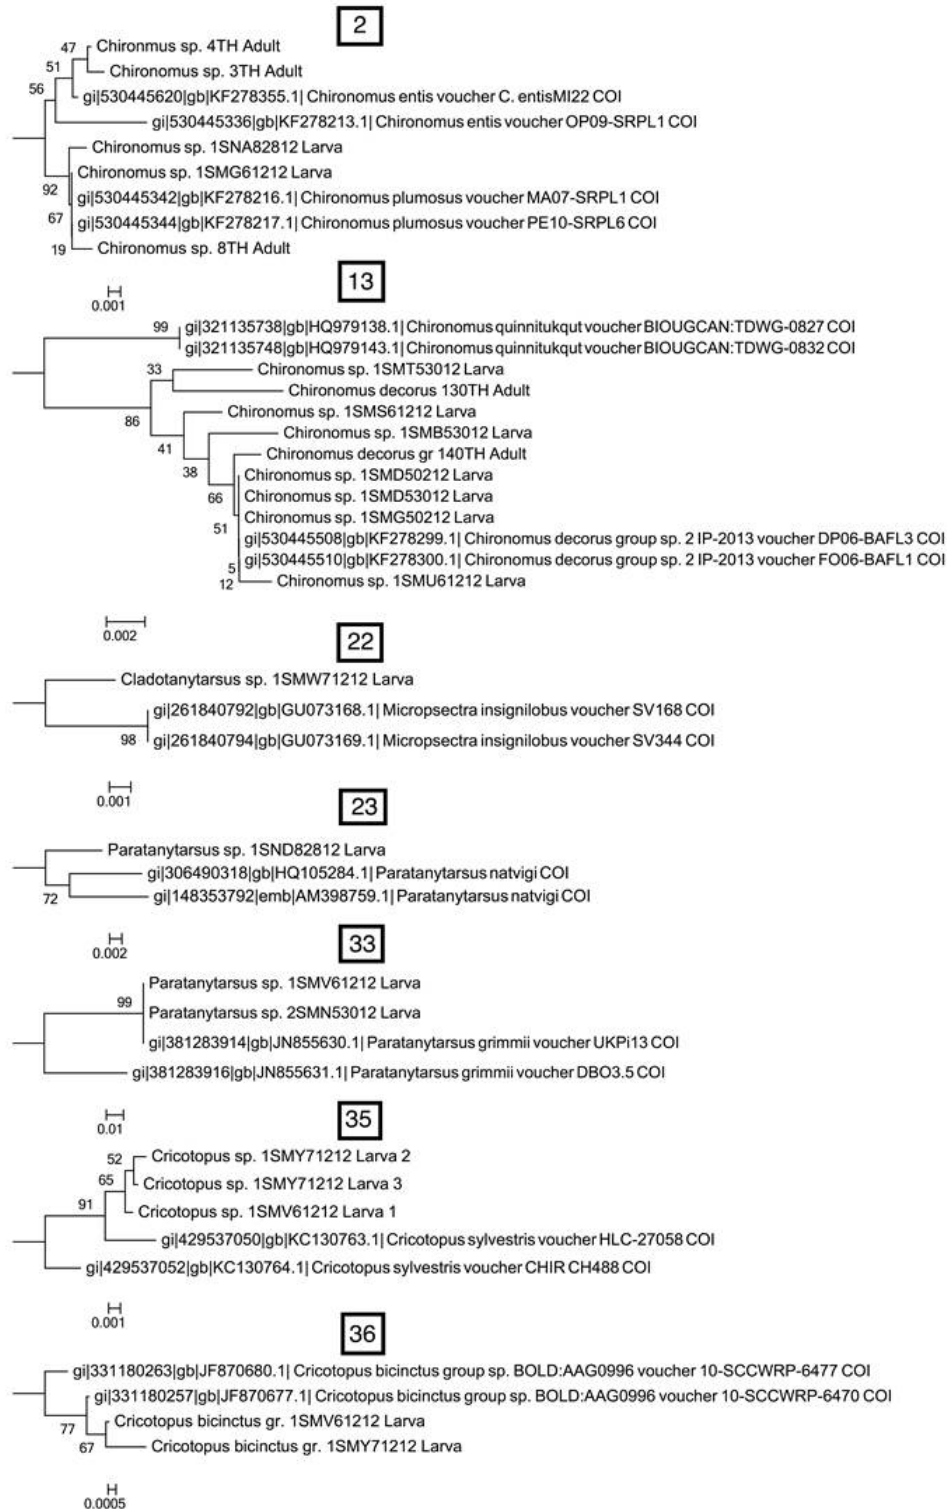 2
47 Chironmus sp. 4TH Adult
51 Chironomus sp. 3TH Adult
56 gi|530445620|gb|KF278355.1| Chironomus entis voucher C. entisMI22 COI
gi|530445336|gb|KF278213.1| Chironomus entis voucher OP09-SRPL1 COI
Chironomus sp. 1SNA82812 Larva
Chironomus sp. 1SMG61212 Larva
92 gi|530445342|gb|KF278216.1| Chironomus plumosus voucher MA07-SRPL1 COI
67 gi|530445344|gb|KF278217.1| Chironomus plumosus voucher PE10-SRPL6 COI
19 Chironomus sp. 8TH Adult
0.001
13
99 gi|321135738|gb|HQ979138.1| Chironomus quinnitukqut voucher BIOUGCAN:TDWG-0827 COI
gi|321135748|gb|HQ979143.1| Chironomus quinnitukqut voucher BIOUGCAN:TDWG-0832 COI
33 Chironomus sp. 1SMT53012 Larva
Chironomus decorus 130TH Adult
86 Chironomus sp. 1SMS61212 Larva
41 Chironomus sp. 1SMB53012 Larva
38 Chironomus decorus gr 140TH Adult
Chironomus sp. 1SMD50212 Larva
66 Chironomus sp. 1SMD53012 Larva
51 Chironomus sp. 1SMG50212 Larva
gi|530445508|gb|KF278299.1| Chironomus decorus group sp. 2 IP-2013 voucher DP06-BAFL3 COI
5 gi|530445510|gb|KF278300.1| Chironomus decorus group sp. 2 IP-2013 voucher FO06-BAFL1 COI
12 Chironomus sp. 1SMU61212 Larva
0.002
22
Cladotanytarsus sp. 1SMW71212 Larva
gi|261840792|gb|GU073168.1| Micropsectra insignilobus voucher SV168 COI
98 gi|261840794|gb|GU073169.1| Micropsectra insignilobus voucher SV344 COI
0.001
23
Paratanytarsus sp. 1SND82812 Larva
gi|306490318|gb|HQ105284.1| Paratanytarsus natvigi COI
72 gi|148353792|emb|AM398759.1| Paratanytarsus natvigi COI
0.002
33
Paratanytarsus sp. 1SMV61212 Larva
99 Paratanytarsus sp. 2SMN53012 Larva
gi|381283914|gb|JN855630.1| Paratanytarsus grimmii voucher UKPi13 COI
gi|381283916|gb|JN855631.1| Paratanytarsus grimmii voucher DBO3.5 COI
0.01
35
52 Cricotopus sp. 1SMY71212 Larva 2
65 Cricotopus sp. 1SMY71212 Larva 3
91 Cricotopus sp. 1SMV61212 Larva 1
gi|429537050|gb|KC130763.1| Cricotopus sylvestris voucher HLC-27058 COI
gi|429537052|gb|KC130764.1| Cricotopus sylvestris voucher CHIR CH488 COI
0.001
36
gi|331180263|gb|JF870680.1| Cricotopus bicinctus group sp. BOLD:AAG0996 voucher 10-SCCWRP-6477 COI
gi|331180257|gb|JF870677.1| Cricotopus bicinctus group sp. BOLD:AAG0996 voucher 10-SCCWRP-6470 COI
77 Cricotopus bicinctus gr. 1SMV61212 Larva
67 Cricotopus bicinctus gr. 1SMY71212 Larva
0.0005